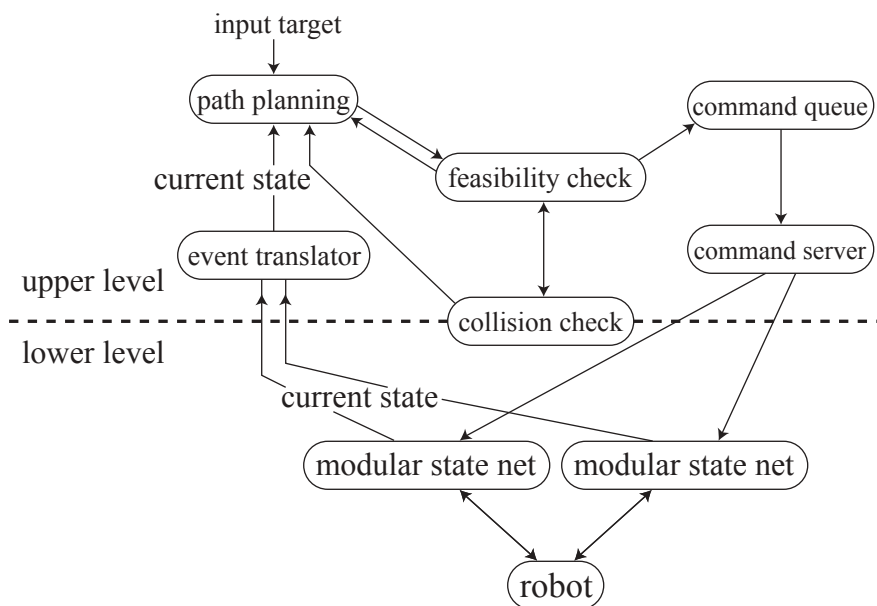 input target
path planning
command queue
feasibility check
current state
event translator
command server
upper level
collision check
lower level
current state
modular state net
modular state net
robot